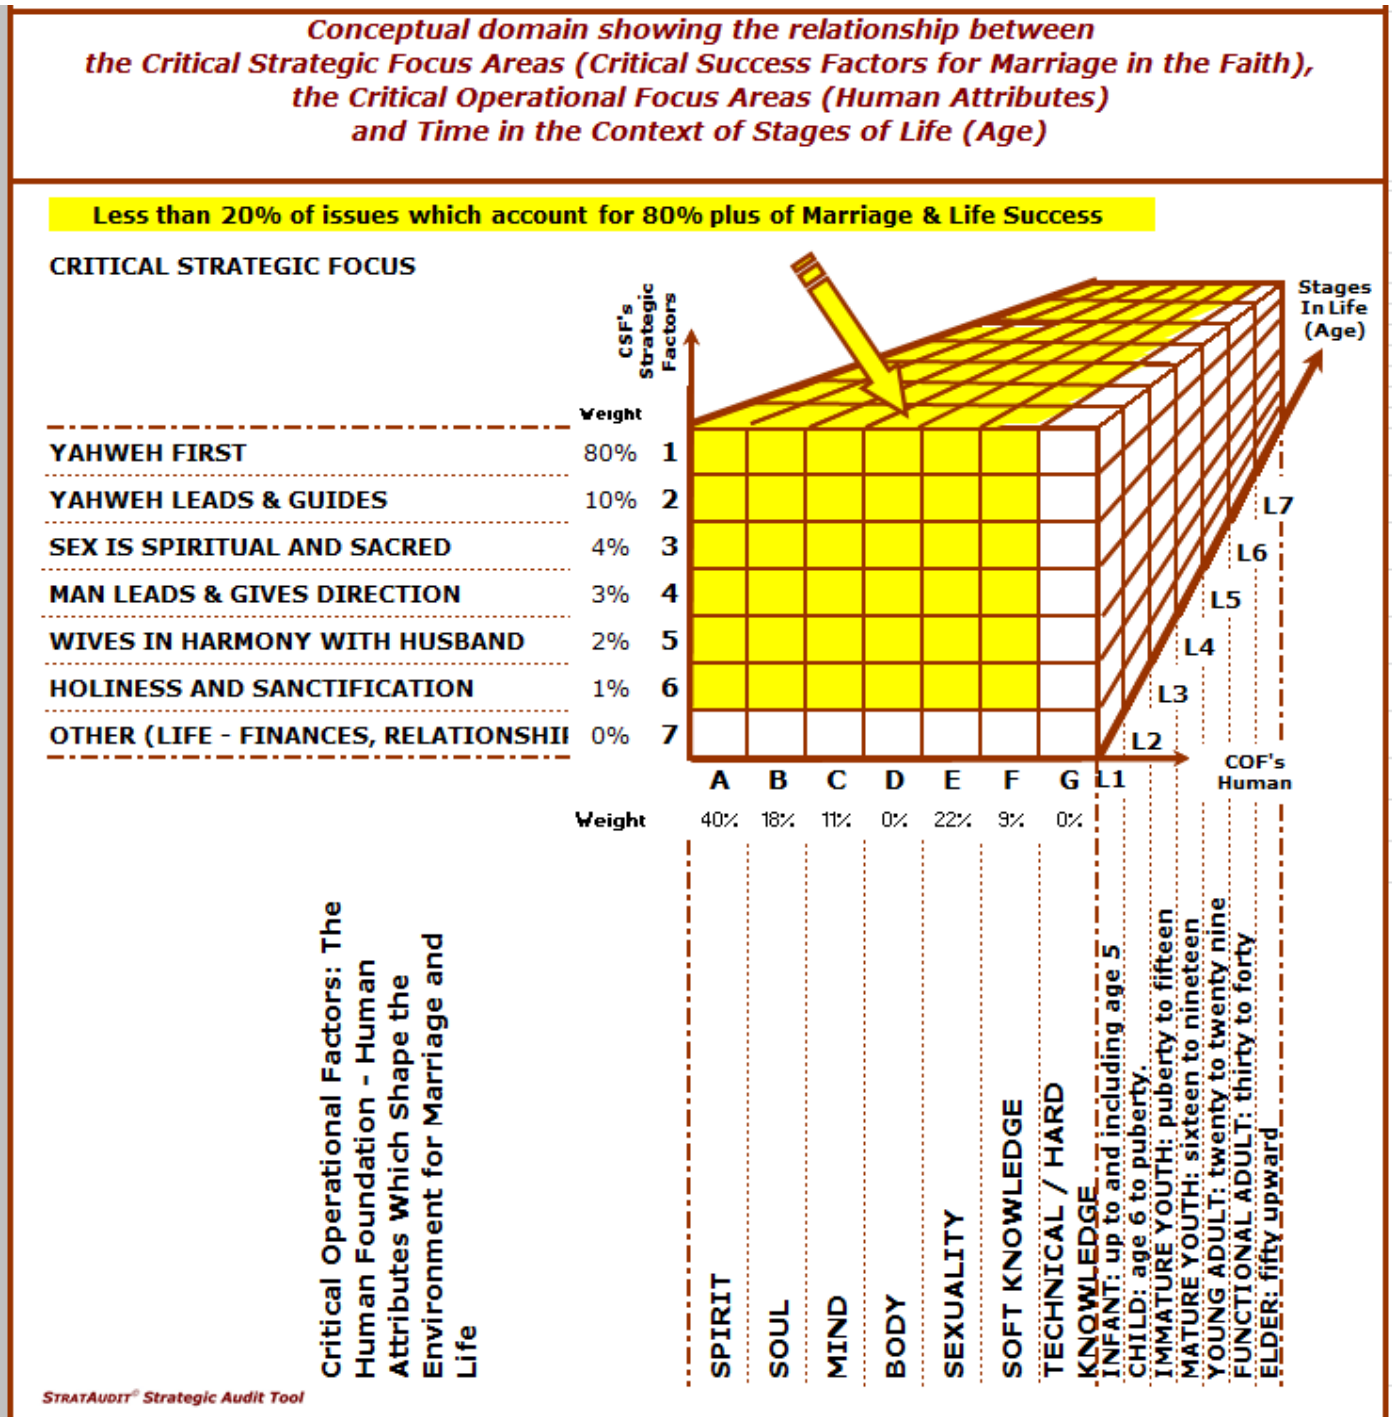 Conceptual domain showing the relationship between
the Critical Strategic Focus Areas (Critical Success Factors for Marriage in the Faith),
the Critical Operational Focus Areas (Human Attributes)
and Time in the Context of Stages of Life (Age)
Less than 20% of issues which account for 80% plus of Marriage & Life Success
CRITICAL STRATEGIC FOCUS
CSF's
Strategic
Factors
Stages
In Life
(Age)
Weight
YAHWEH FIRST 80% 1
YAHWEH LEADS & GUIDES 10% 2
SEX IS SPIRITUAL AND SACRED 4% 3
MAN LEADS & GIVES DIRECTION 3% 4
WIVES IN HARMONY WITH HUSBAND 2% 5
HOLINESS AND SANCTIFICATION 1% 6
OTHER (LIFE - FINANCES, RELATIONSHIP 0% 7
L7
L6
L5
L4
L3
L2
L1
COF's
Human
A B C D E F G
Weight 40% 18% 11% 0% 22% 9% 0%
Critical Operational Factors: The
Human Foundation - Human
Attributes Which Shape the
Environment for Marriage and
Life
SPIRIT
SOUL
MIND
BODY
SEXUALITY
SOFT KNOWLEDGE
TECHNICAL / HARD
KNOWLEDGE
INFANT: up to and including age 5
CHILD: age 6 to puberty.
IMMATURE YOUTH: puberty to fifteen
MATURE YOUTH: sixteen to nineteen
YOUNG ADULT: twenty to twenty nine
FUNCTIONAL ADULT: thirty to forty
ELDER: fifty upward
STRATAUDIT© Strategic Audit Tool